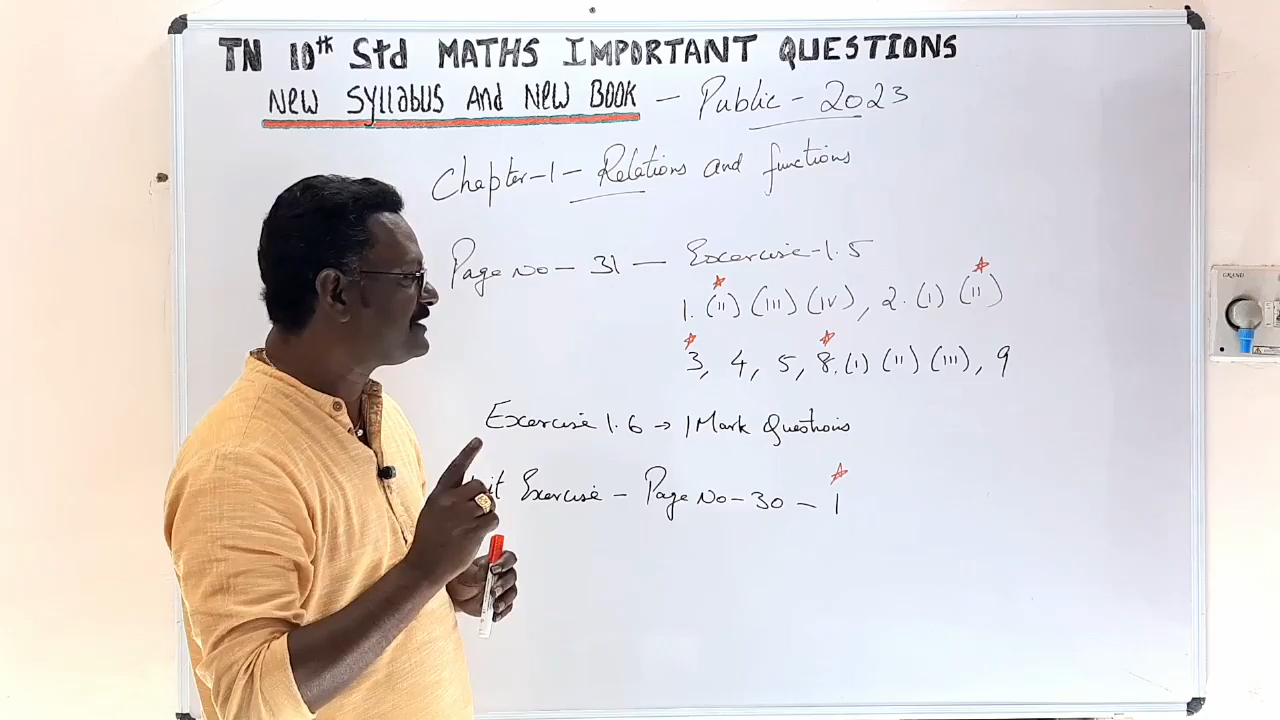 TN 10th Std MATHS IMPORTANT QUESTIONS
New Syllabus And New Book - Public - 2023
Chapter-1 - Relations and functions
Page No - 31 - Excercise-1.5
1. (ii) (iii) (iv), 2. (i) (ii)
3, 4, 5, 8. (i) (ii) (iii), 9
Excercise 1.6 → 1 Mark Questions
Exercise - Page No - 30 - 1
GRAND